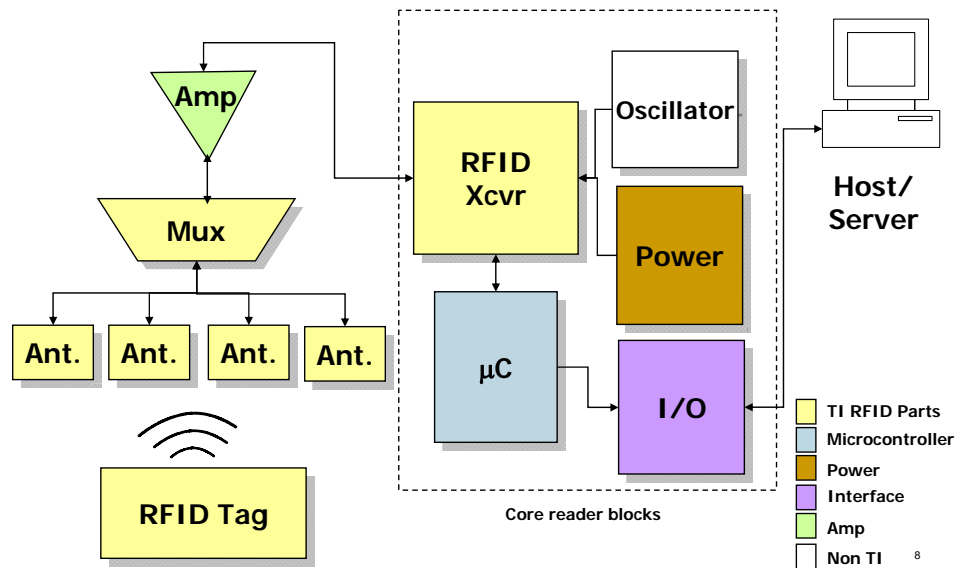 Amp
Mux
Ant.
Ant.
Ant.
Ant.
RFID Tag
RFID
Xcvr
Oscillator
Power
μC
I/O
Core reader blocks
Host/
Server
TI RFID Parts
Microcontroller
Power
Interface
Amp
Non TI
8